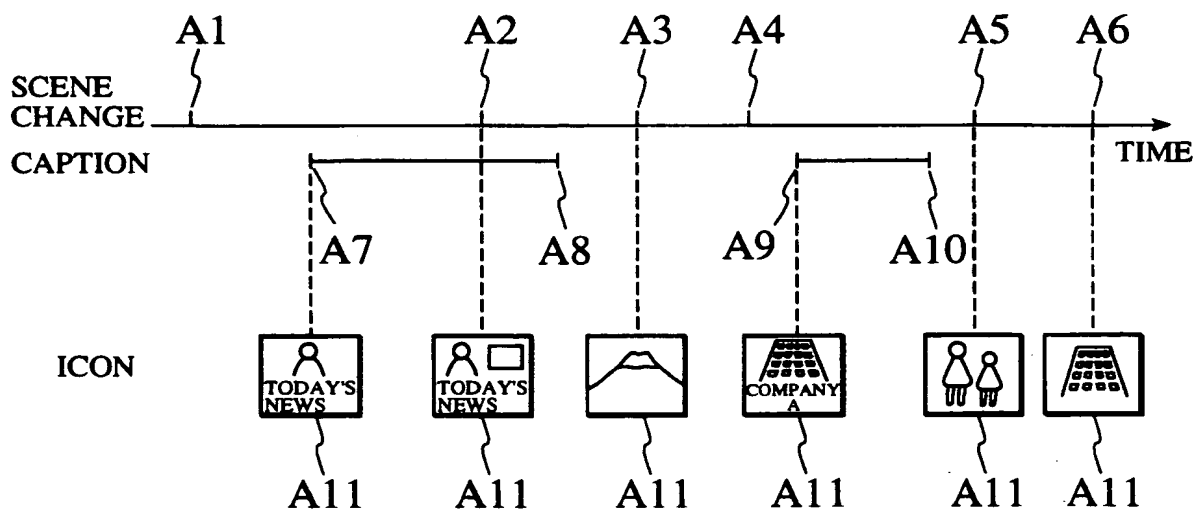 A1 A2 A3 A4 A5 A6
SCENE
CHANGE
TIME
CAPTION
A7 A8 A9 A10
ICON
TODAY'S
NEWS
TODAY'S
NEWS
COMPANY
A
A11 A11 A11 A11 A11 A11